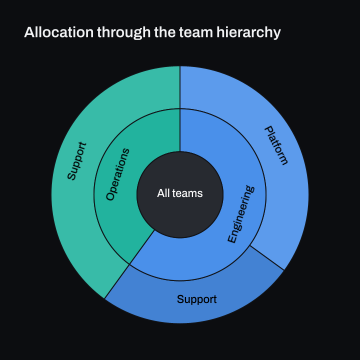 Allocation through the team hierarchy
Platform
Support
Operations
All teams
Engineering
Support